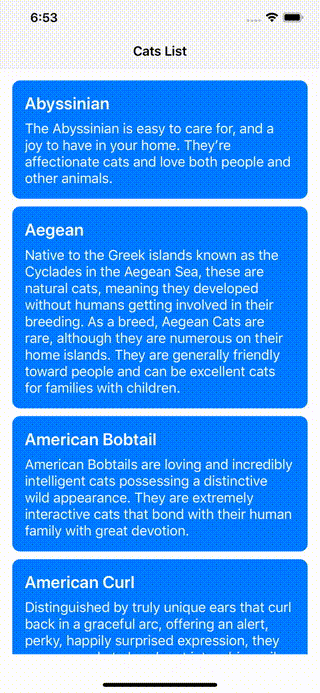 6:53
Cats List
Abyssinian
The Abyssinian is easy to care for, and a
joy to have in your home. They’re
affectionate cats and love both people and
other animals.
Aegean
Native to the Greek islands known as the
Cyclades in the Aegean Sea, these are
natural cats, meaning they developed
without humans getting involved in their
breeding. As a breed, Aegean Cats are
rare, although they are numerous on their
home islands. They are generally friendly
toward people and can be excellent cats
for families with children.
American Bobtail
American Bobtails are loving and incredibly
intelligent cats possessing a distinctive
wild appearance. They are extremely
interactive cats that bond with their human
family with great devotion.
American Curl
Distinguished by truly unique ears that curl
back in a graceful arc, offering an alert,
perky, happily surprised expression, they